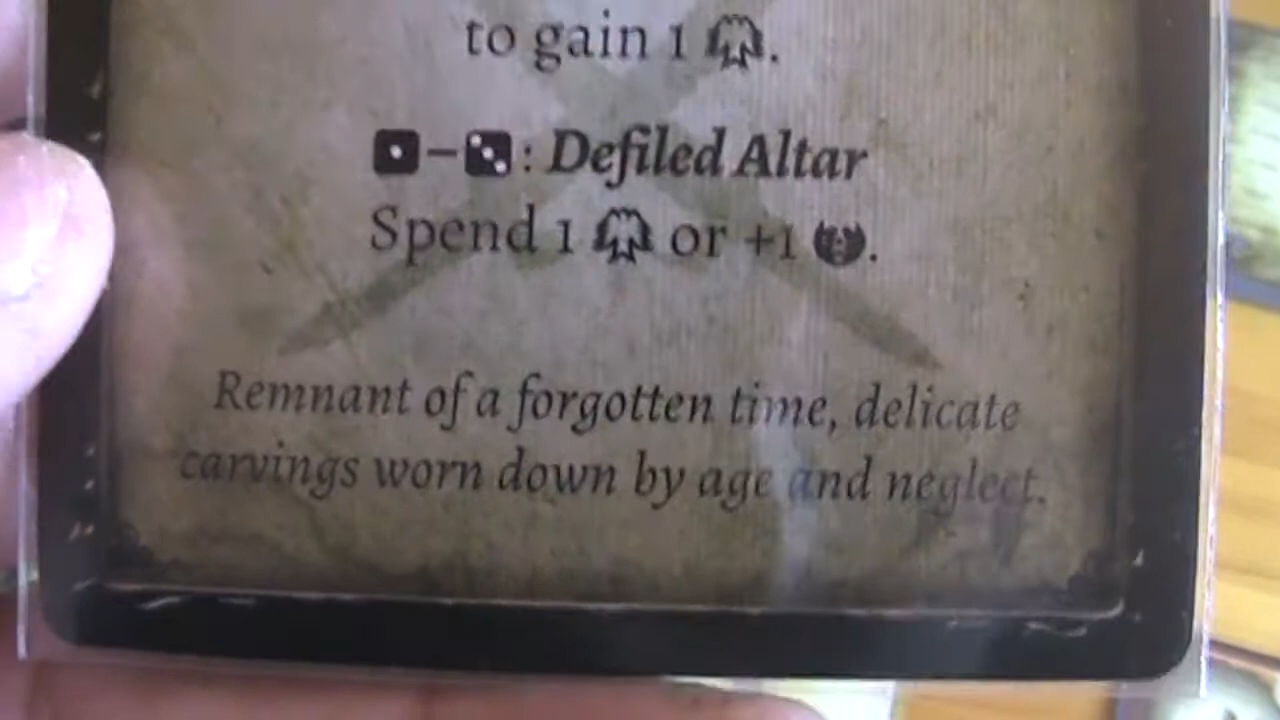 to gain 1 .
– : Defiled Altar
Spend 1 or +1 .
Remnant of a forgotten time, delicate
carvings worn down by age and neglect.